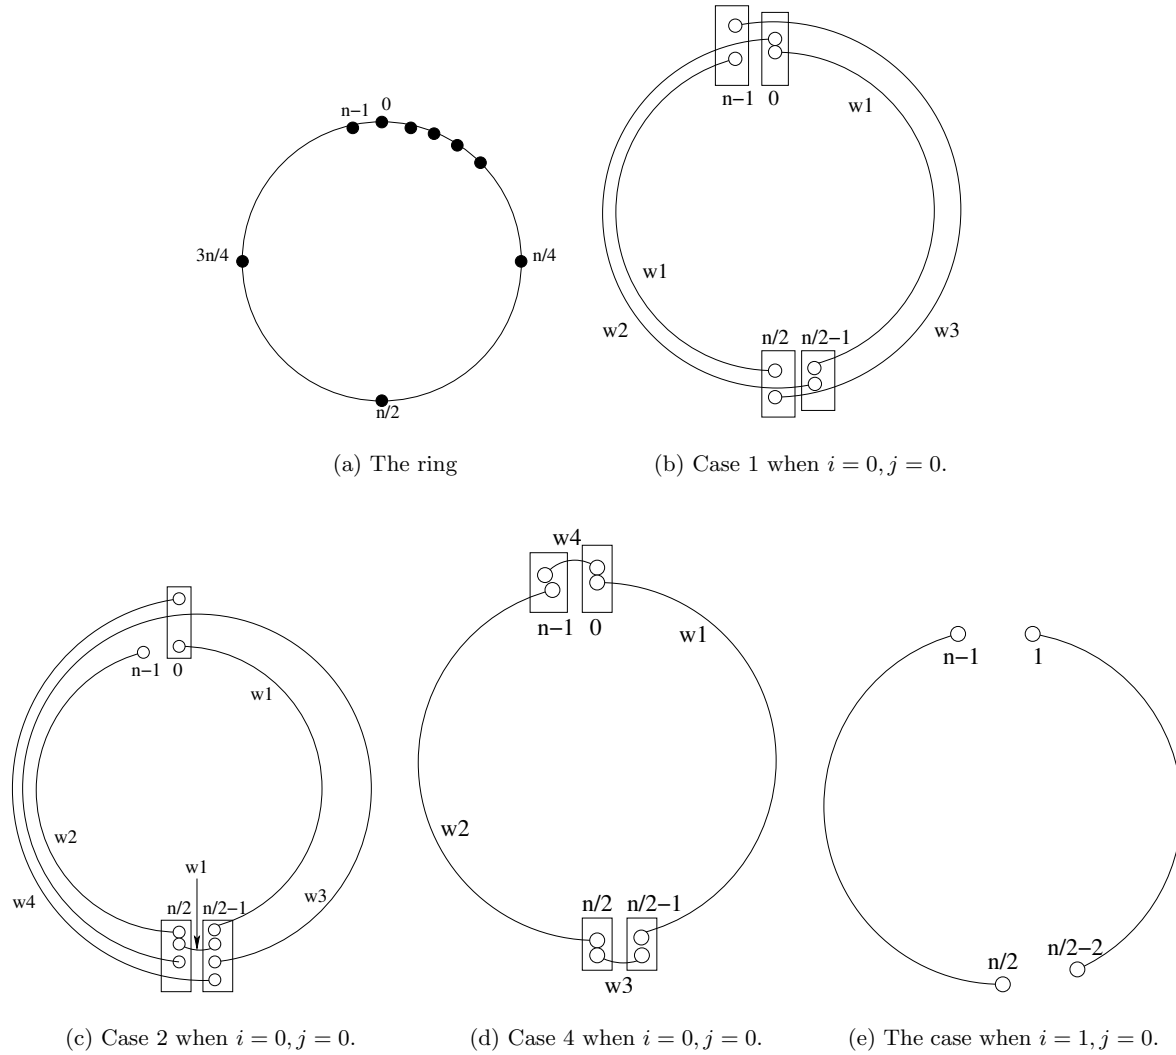 n−1
0
3n/4
n/4
n/2
(a) The ring
n−1 0
w1
w1
w2
w3
n/2 n/2−1
(b) Case 1 when i = 0, j = 0.
n−1 0
w1
w2
w1
w4
w3
n/2 n/2−1
(c) Case 2 when i = 0, j = 0.
w4
n−1 0
w1
w2
n/2 n/2−1
w3
(d) Case 4 when i = 0, j = 0.
n−1 1
n/2 n/2−2
(e) The case when i = 1, j = 0.